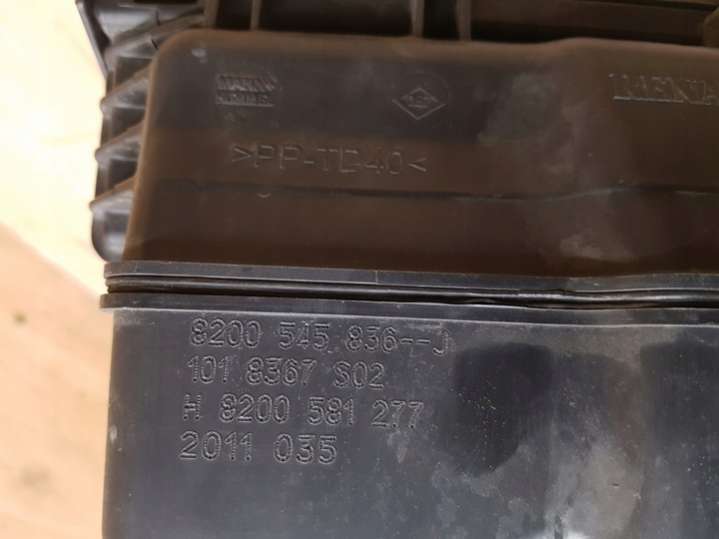 >PP-TD40<
8200 545 836--J
101 8367 S02
H 8200 581 277
2011 035